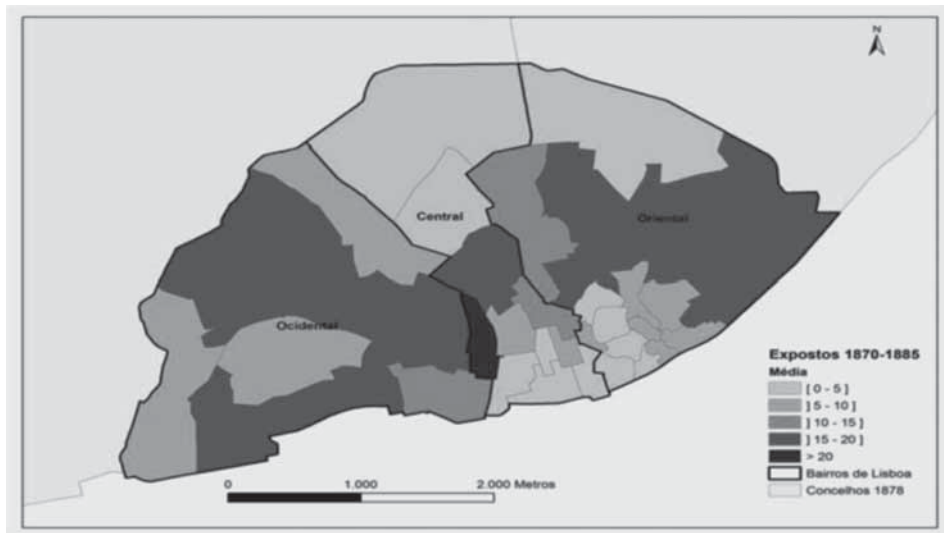 N
Central
Oriental
Ocidental
Expostos 1870-1885
Média
[ 0 - 5 ]
] 5 - 10 ]
] 10 - 15 ]
] 15 - 20 ]
> 20
Bairros de Lisboa
Concelhos 1878
0 1.000 2.000 Metros